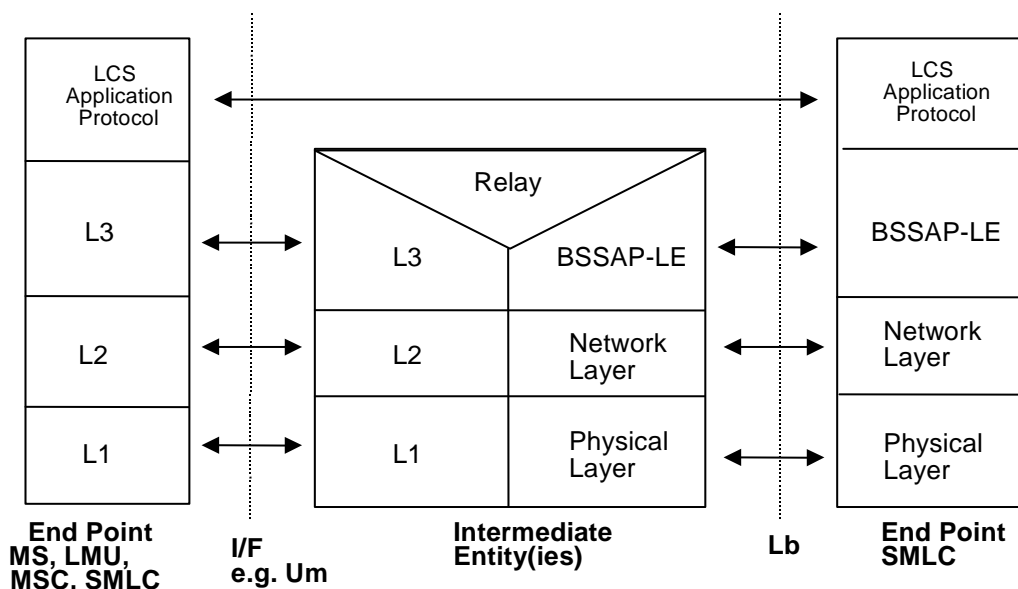 LCS
Application
Protocol
LCS
Application
Protocol
Relay
L3
L3
BSSAP-LE
BSSAP-LE
L2
L2
Network
Layer
Network
Layer
L1
L1
Physical
Layer
Physical
Layer
End Point
MS, LMU,
MSC, SMLC
I/F
e.g. Um
Intermediate
Entity(ies)
Lb
End Point
SMLC